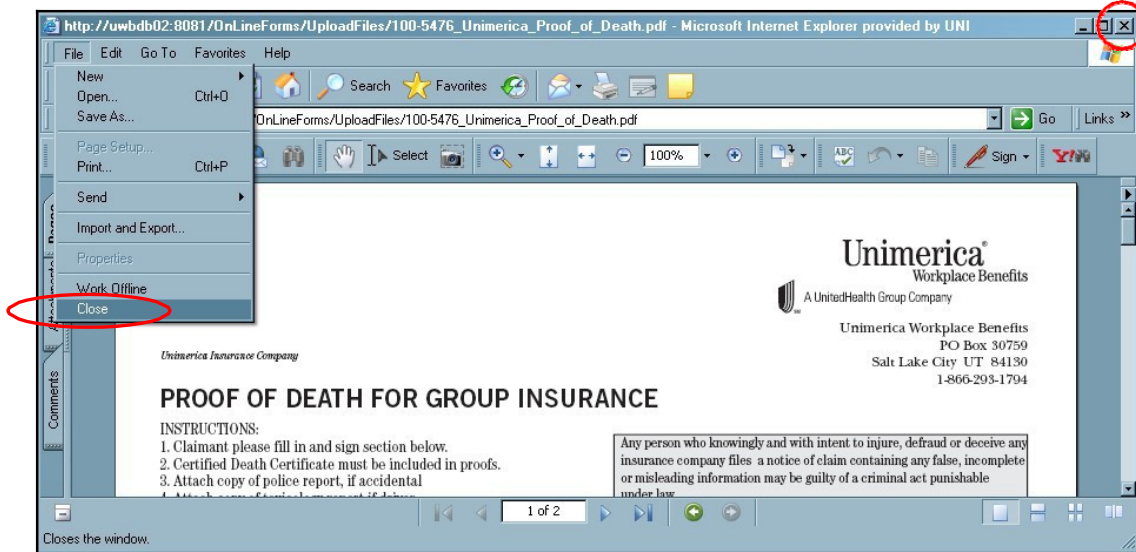 http://uwbdb02:8081/OnLineForms/UploadFiles/100-5476_Unimerica_Proof_of_Death.pdf - Microsoft Internet Explorer provided by UNI
File Edit Go To Favorites Help
New
Open... Ctrl+O
Save As...
Page Setup...
Print... Ctrl+P
Send
Import and Export...
Properties
Work Offline
Close
Search Favorites
/OnLineForms/UploadFiles/100-5476_Unimerica_Proof_of_Death.pdf Go Links »
Select 100% ABC Sign Y!
Pages
Comments
Unimerica®
Workplace Benefits
A UnitedHealth Group Company
Unimerica Workplace Benefits
PO Box 30759
Salt Lake City UT 84130
1-866-293-1794
Unimerica Insurance Company
PROOF OF DEATH FOR GROUP INSURANCE
INSTRUCTIONS:
1. Claimant please fill in and sign section below.
2. Certified Death Certificate must be included in proofs.
3. Attach copy of police report, if accidental
Any person who knowingly and with intent to injure, defraud or deceive any
insurance company files a notice of claim containing any false, incomplete
or misleading information may be guilty of a criminal act punishable
under law
1 of 2
Closes the window.